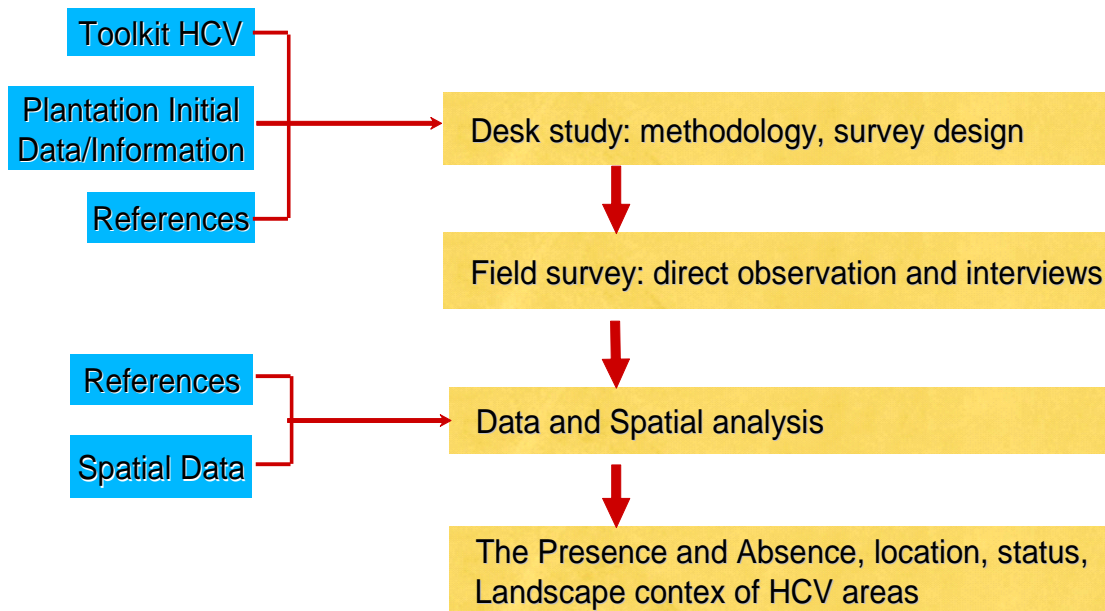 Toolkit HCV
Plantation Initial
Data/Information
References
Desk study: methodology, survey design
Field survey: direct observation and interviews
References
Spatial Data
Data and Spatial analysis
The Presence and Absence, location, status,
Landscape contex of HCV areas